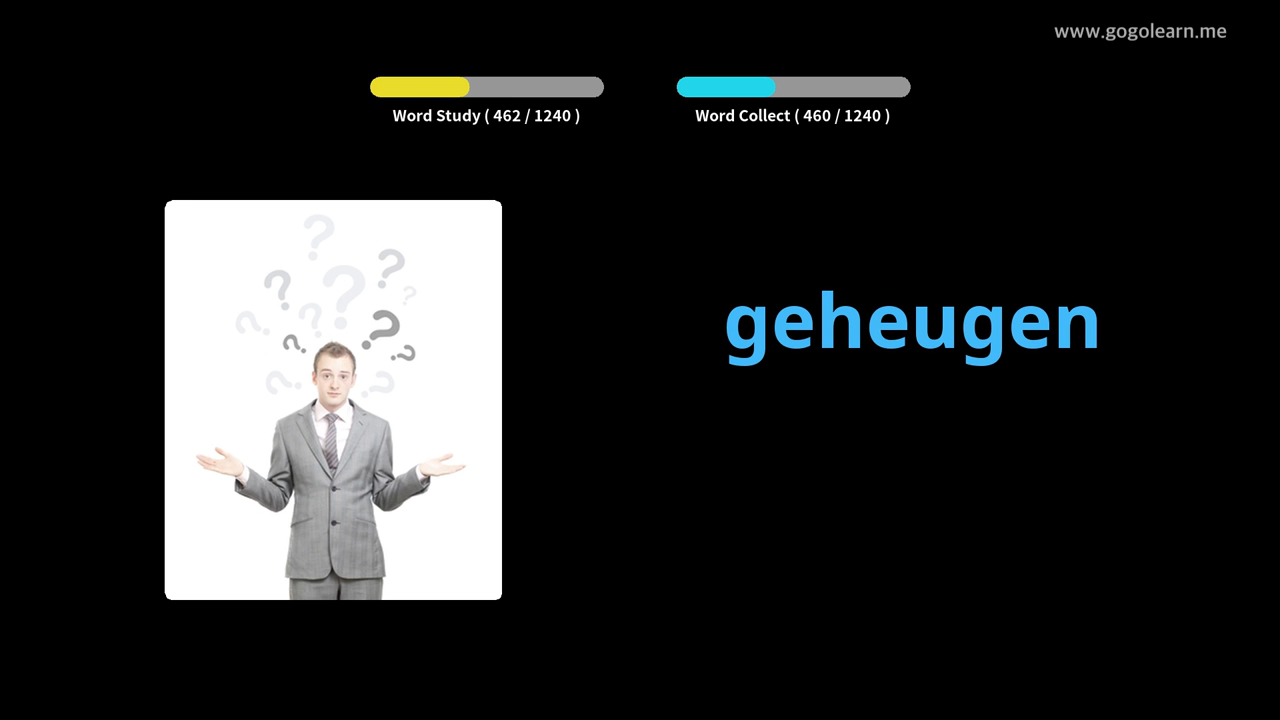 www.gogolearn.me
Word Study ( 462 / 1240 )
Word Collect ( 460 / 1240 )
? ? ? ? ? ? ? ? ? ? ? ?
geheugen